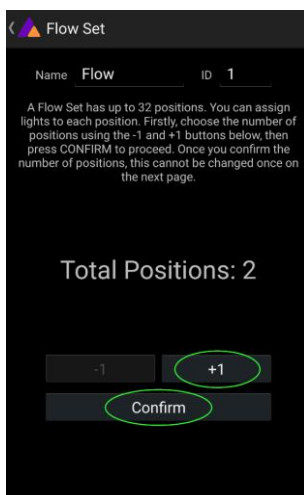 Flow Set
Name Flow ID 1
A Flow Set has up to 32 positions. You can assign
lights to each position. Firstly, choose the number of
positions using the -1 and +1 buttons below, then
press CONFIRM to proceed. Once you confirm the
number of positions, this cannot be changed once on
the next page.
Total Positions: 2
-1 +1
Confirm